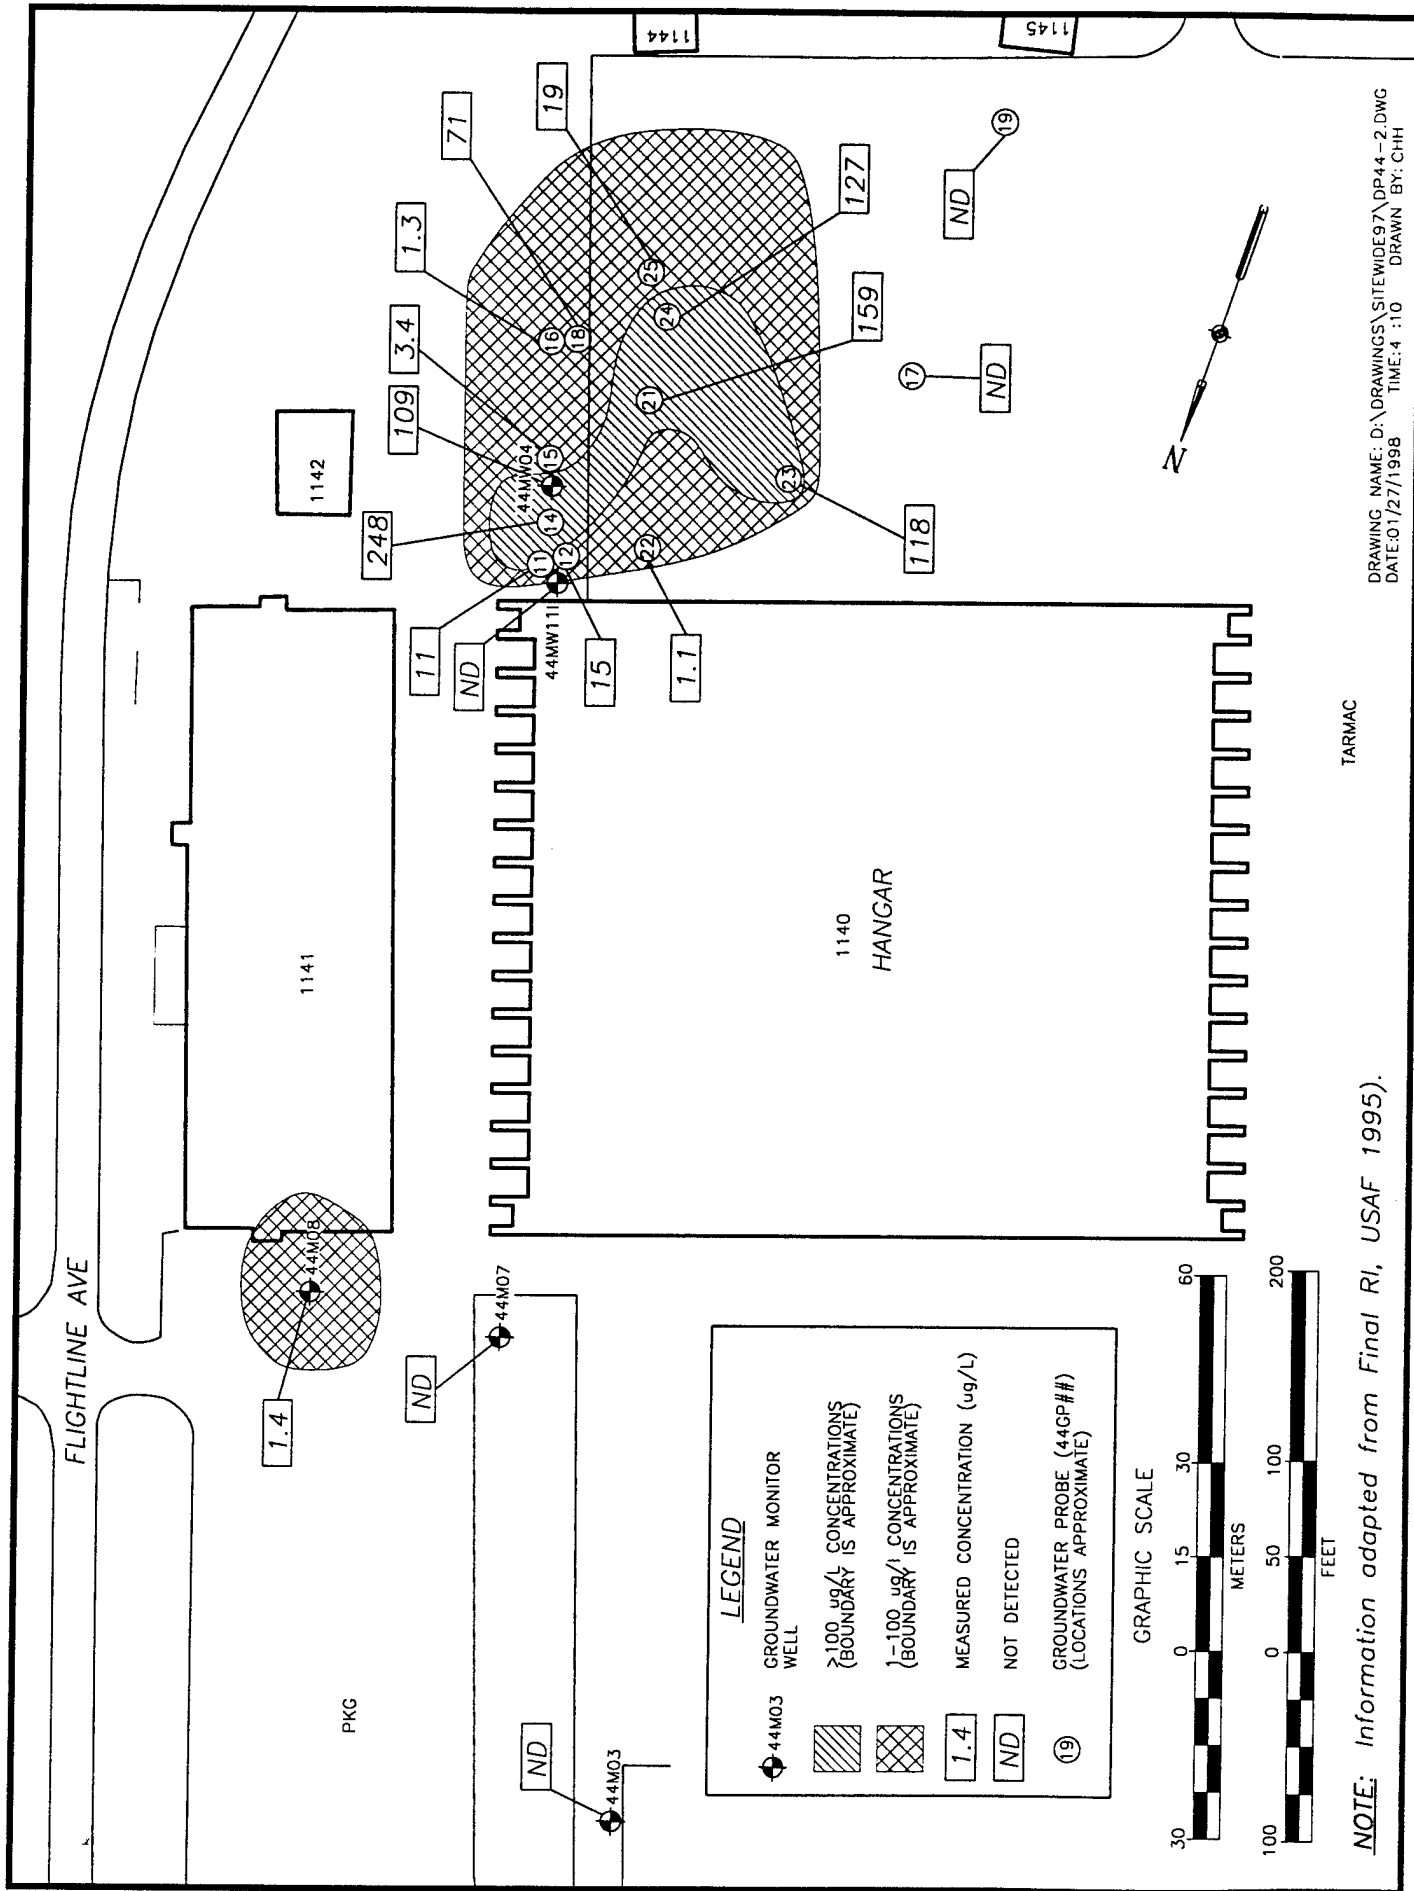 FLIGHTLINE AVE
PKG
1141
1142
1144
1145
1140
HANGAR
TARMAC
1.4
44M08
ND
44M07
ND
44M03
11
ND
44MW11I
15
1.1
248
109
44MW04
3.4
1.3
71
19
127
159
118
ND
ND
11
12
14
15
16
18
21
22
23
24
25
17
19
N
LEGEND
44M03 GROUNDWATER MONITOR
WELL
>100 ug/L CONCENTRATIONS
(BOUNDARY IS APPROXIMATE)
1-100 ug/l CONCENTRATIONS
(BOUNDARY IS APPROXIMATE)
1.4 MEASURED CONCENTRATION (ug/L)
ND NOT DETECTED
19 GROUNDWATER PROBE (44GP##)
(LOCATIONS APPROXIMATE)
GRAPHIC SCALE
30 0 15 30 60
METERS
100 0 50 100 200
FEET
NOTE: Information adapted from Final RI, USAF 1995).
DRAWING NAME: D:\DRAWINGS\SITEWIDE97\DP44-2.DWG
DATE:01/27/1998 TIME:4 :10 DRAWN BY: CHH